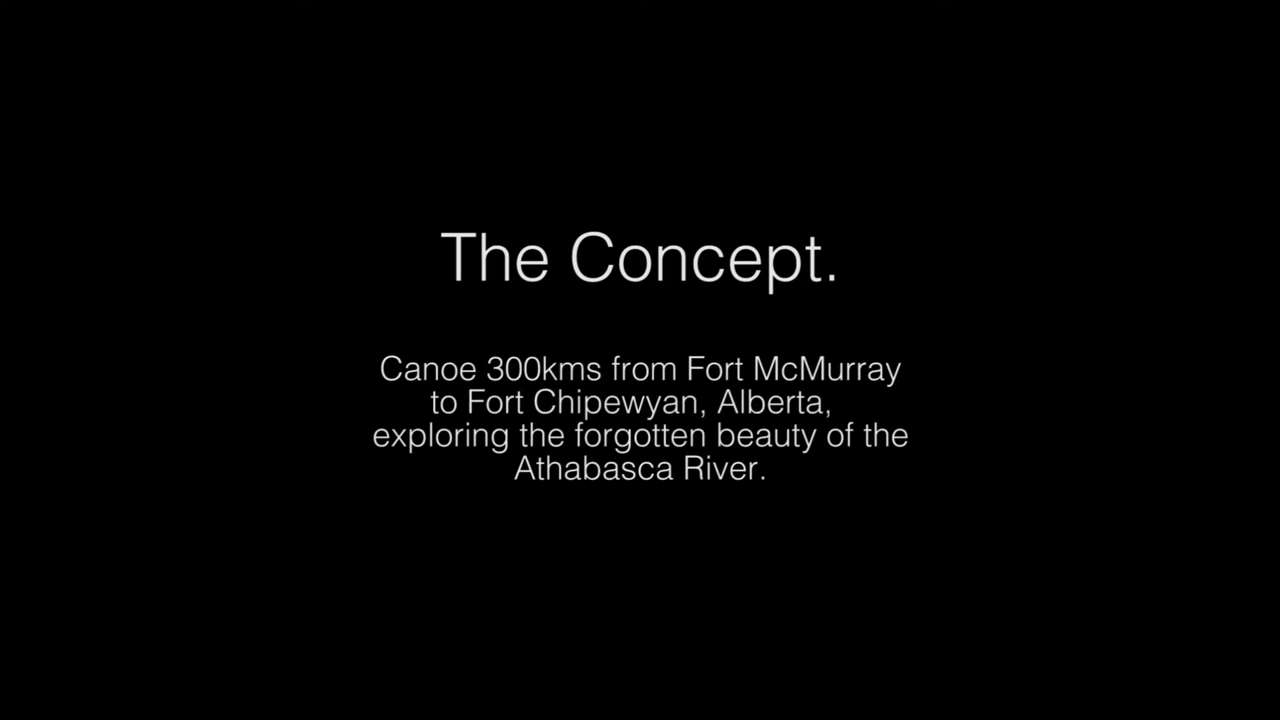 The Concept.
Canoe 300kms from Fort McMurray
to Fort Chipewyan, Alberta,
exploring the forgotten beauty of the
Athabasca River.